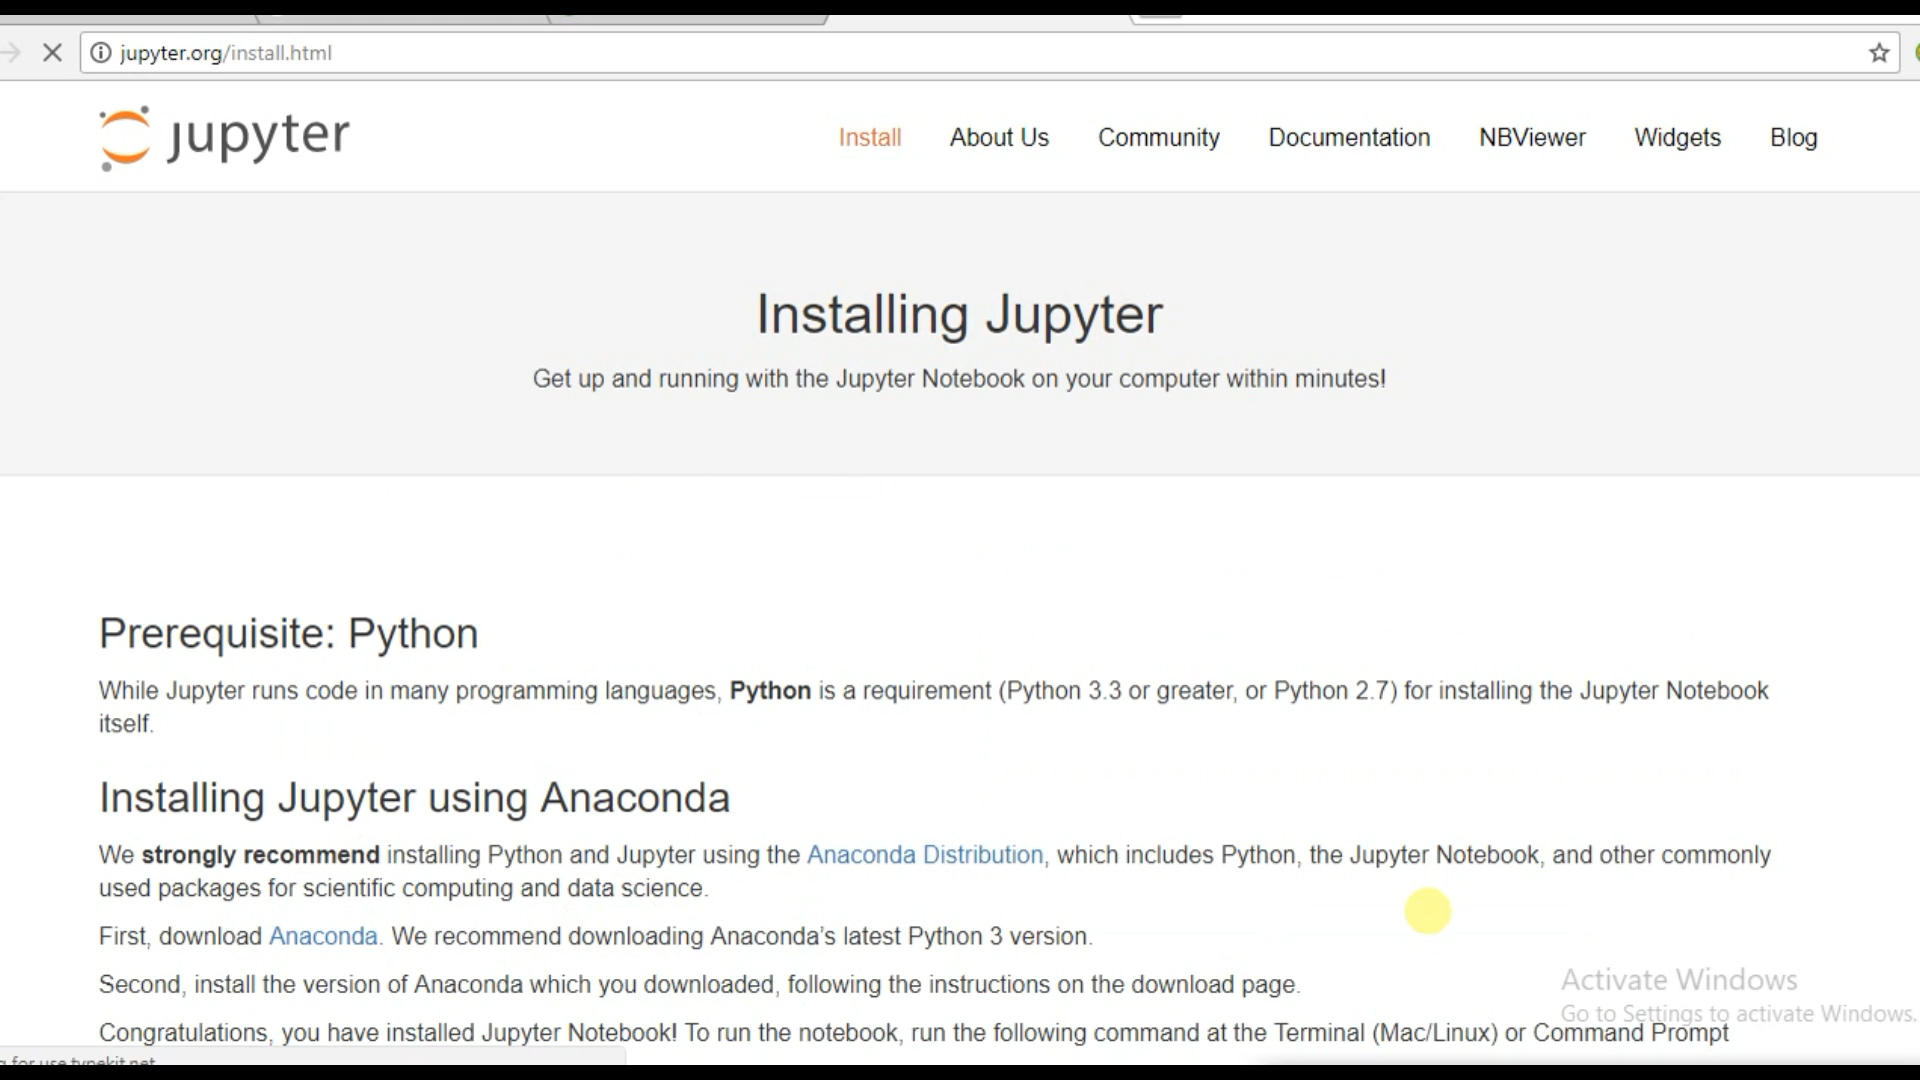 jupyter.org/install.html
jupyter
Install About Us Community Documentation NBViewer Widgets Blog
Installing Jupyter
Get up and running with the Jupyter Notebook on your computer within minutes!
Prerequisite: Python
While Jupyter runs code in many programming languages, Python is a requirement (Python 3.3 or greater, or Python 2.7) for installing the Jupyter Notebook
itself.
Installing Jupyter using Anaconda
We strongly recommend installing Python and Jupyter using the Anaconda Distribution, which includes Python, the Jupyter Notebook, and other commonly
used packages for scientific computing and data science.
First, download Anaconda. We recommend downloading Anaconda's latest Python 3 version.
Second, install the version of Anaconda which you downloaded, following the instructions on the download page.
Activate Windows
Go to Settings to activate Windows.
Congratulations, you have installed Jupyter Notebook! To run the notebook, run the following command at the Terminal (Mac/Linux) or Command Prompt
for use.typekit.net